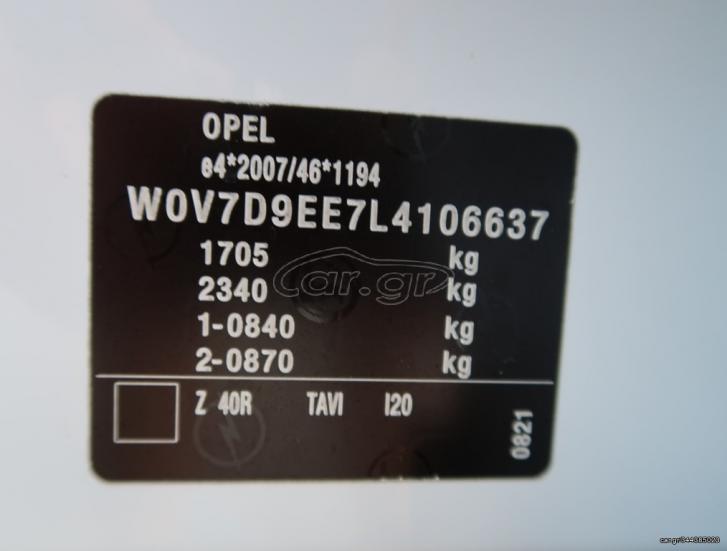 OPEL
e4*2007/46*1194
W0V7D9EE7L4106637
1705 kg
2340 kg
1-0840 kg
2-0870 kg
Z 40R TAVI I20
0821
car.gr